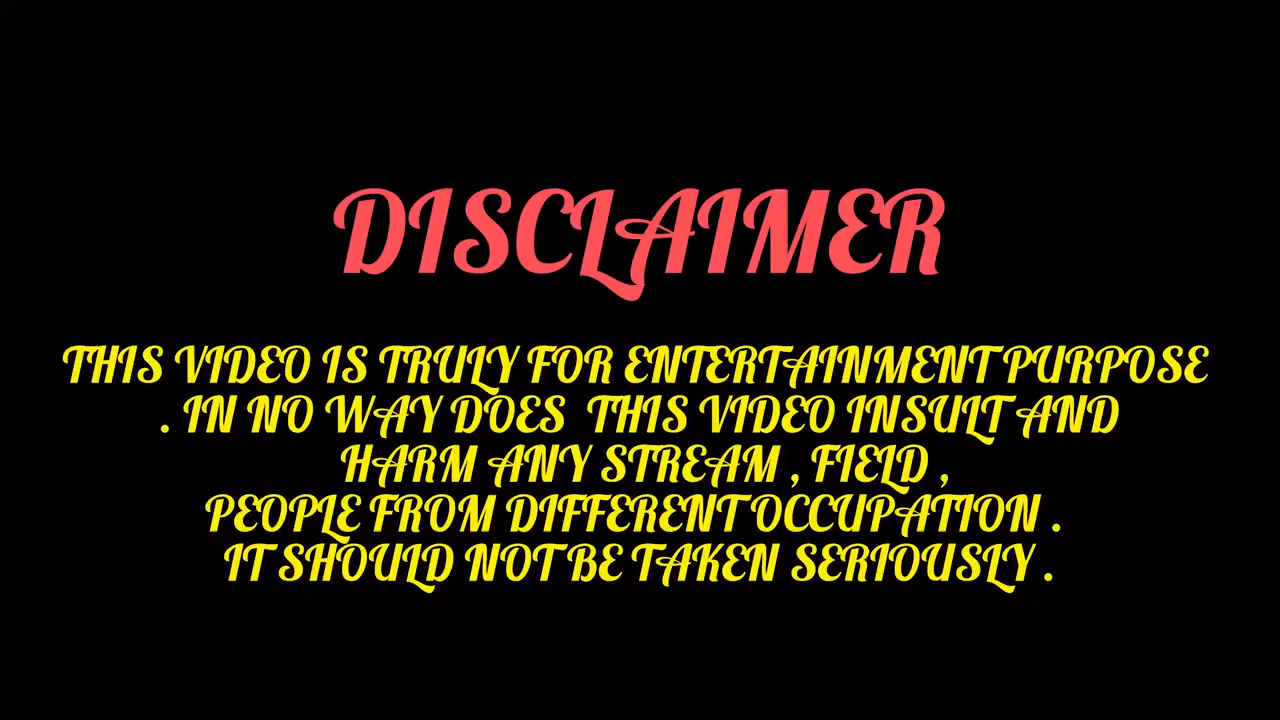 DISCLAIMER
THIS VIDEO IS TRULY FOR ENTERTAINMENT PURPOSE
. IN NO WAY DOES THIS VIDEO INSULT AND
HARM ANY STREAM , FIELD ,
PEOPLE FROM DIFFERENT OCCUPATION .
IT SHOULD NOT BE TAKEN SERIOUSLY .